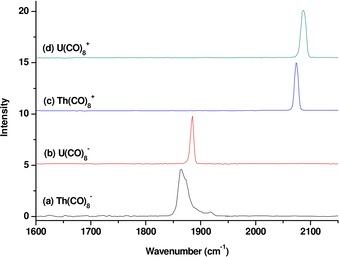 20
(d) U(CO)₈⁺
15
(c) Th(CO)₈⁺
10
(b) U(CO)₈⁻
5
(a) Th(CO)₈⁻
0
1600 1700 1800 1900 2000 2100
Intensity
Wavenumber (cm⁻¹)